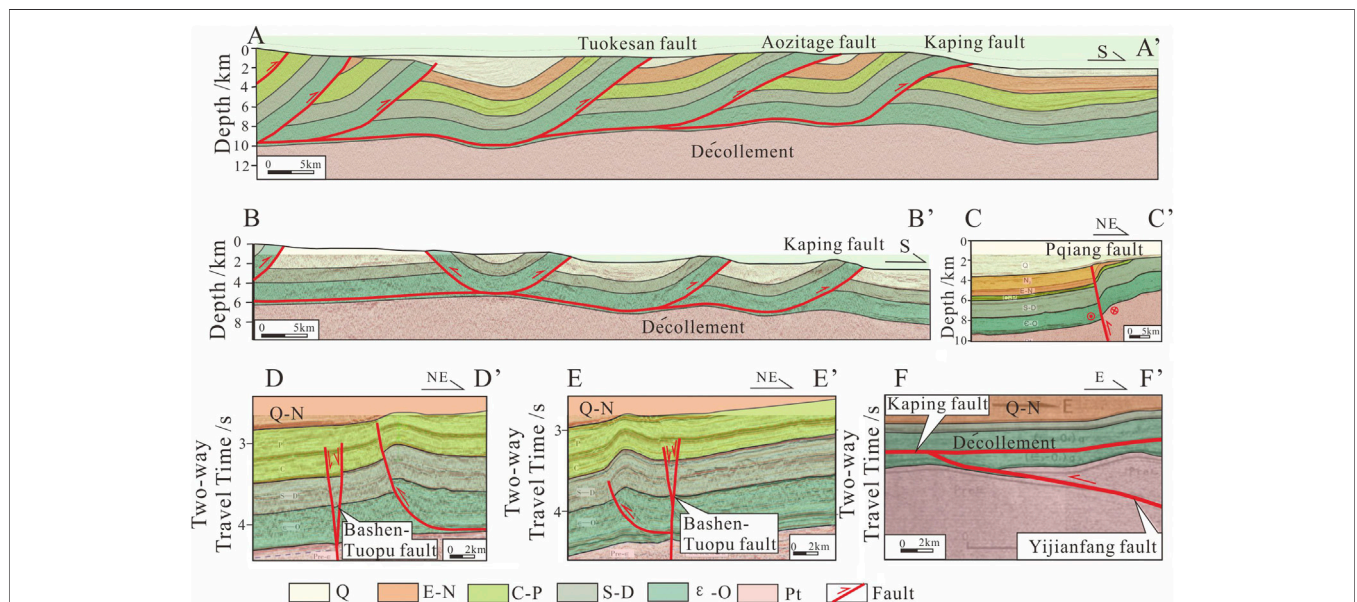 A A'
Tuokesan fault Aozitage fault Kaping fault S
Depth /km
0
2
4
6
8
10
12
Décollement
0 5km
B B'
Kaping fault S
Depth /km
0
2
4
6
8
Décollement
0 5km
C C'
NE
Pqiang fault
Depth /km
0
2
4
6
8
10
Q
N
E-N
S-D
ε-O
0 5km
D NE D'
Two-way
Travel Time /s
Q-N
3
4
P
C
S-D
Bashen-
Tuopu fault
0 2km
E NE E'
Two-way
Travel Time /s
Q-N
3
4
P
C
S-D
Bashen-
Tuopu fault
0 2km
F E F'
Two-way
Travel Time /s
Kaping fault
Q-N
Décollement
Yijianfang fault
0 2km
Q E-N C-P S-D ε-O Pt Fault